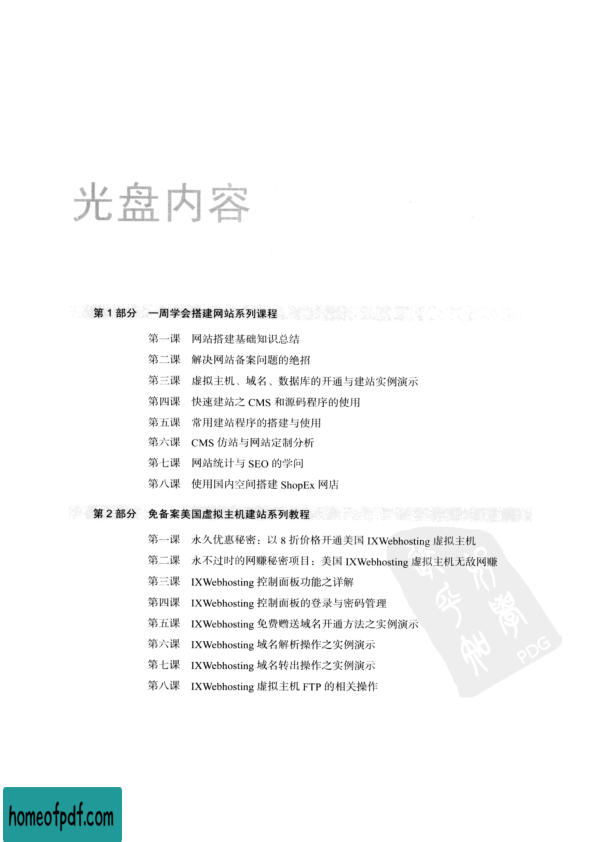 光盘内容
第 1 部分 一周学会搭建网站系列课程
第一课 网站搭建基础知识总结
第二课 解决网站备案问题的绝招
第三课 虚拟主机、域名、数据库的开通与建站实例演示
第四课 快速建站之 CMS 和源码程序的使用
第五课 常用建站程序的搭建与使用
第六课 CMS 仿站与网站定制分析
第七课 网站统计与 SEO 的学问
第八课 使用国内空间搭建 ShopEx 网店
第 2 部分 免备案美国虚拟主机建站系列教程
第一课 永久优惠秘密：以 8 折价格开通美国 IXWebhosting 虚拟主机
第二课 永不过时的网赚秘密项目：美国 IXWebhosting 虚拟主机无敌网赚
第三课 IXWebhosting 控制面板功能之详解
第四课 IXWebhosting 控制面板的登录与密码管理
第五课 IXWebhosting 免费赠送域名开通方法之实例演示
第六课 IXWebhosting 域名解析操作之实例演示
第七课 IXWebhosting 域名转出操作之实例演示
第八课 IXWebhosting 虚拟主机 FTP 的相关操作
PDG
homeofpdf.com